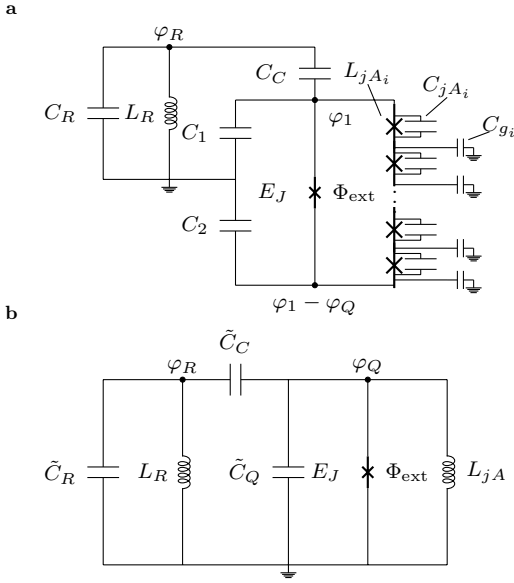 a
φ_R
C_C
L_{jA_i}
C_{jA_i}
C_{g_i}
C_R
L_R
C_1
φ_1
E_J
Φ_ext
C_2
φ_1 − φ_Q
b
C̃_C
φ_R
φ_Q
C̃_R
L_R
C̃_Q
E_J
Φ_ext
L_{jA}